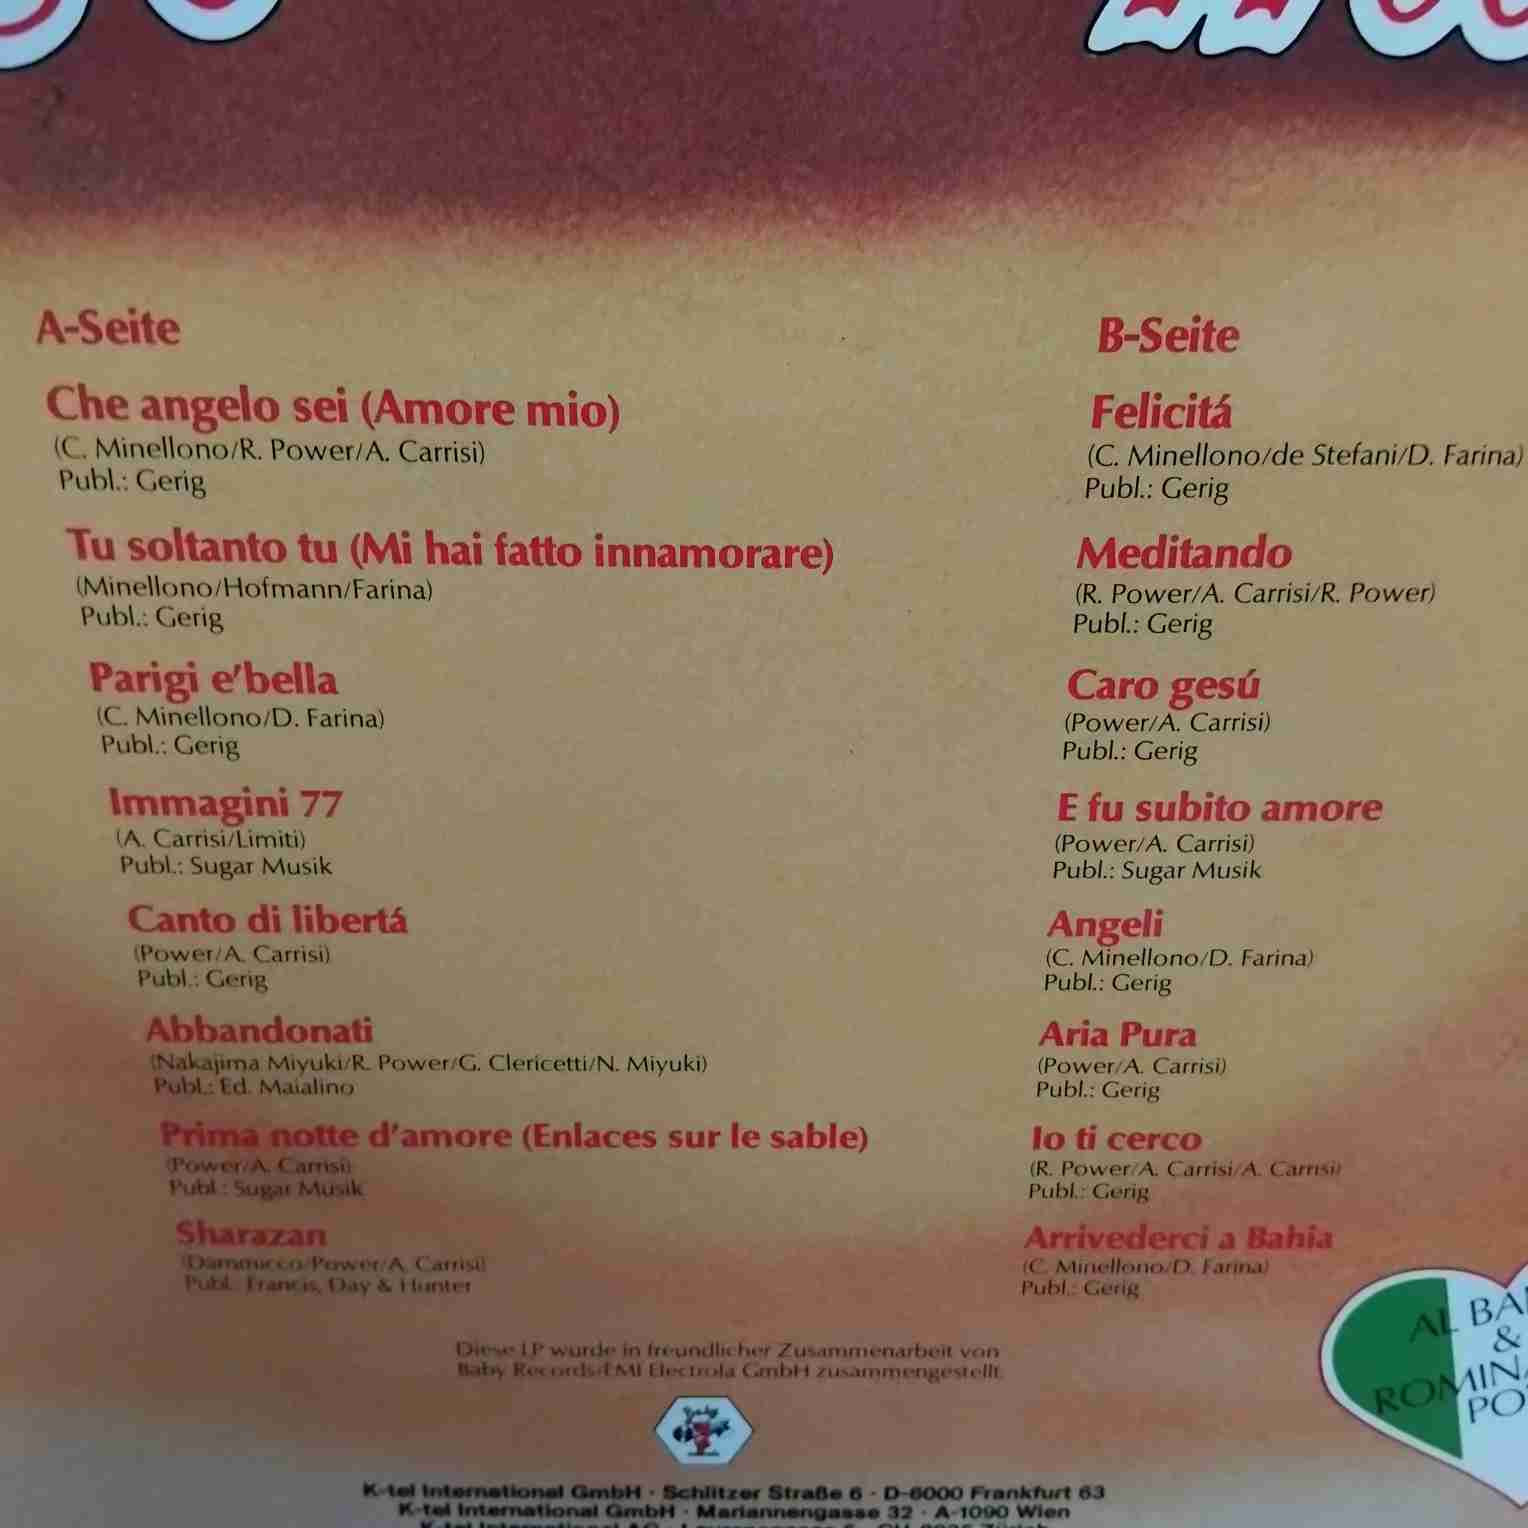 A-Seite
Che angelo sei (Amore mio)
(C. Minellono/R. Power/A. Carrisi)
Publ.: Gerig
Tu soltanto tu (Mi hai fatto innamorare)
(Minellono/Hofmann/Farina)
Publ.: Gerig
Parigi e'bella
(C. Minellono/D. Farina)
Publ.: Gerig
Immagini 77
(A. Carrisi/Limiti)
Publ.: Sugar Musik
Canto di libertá
(Power/A. Carrisi)
Publ.: Gerig
Abbandonati
(Nakajima Miyuki/R. Power/G. Clericetti/N. Miyuki)
Publ.: Ed. Maialino
Prima notte d'amore (Enlaces sur le sable)
(Power/A. Carrisi)
Publ.: Sugar Musik
Sharazan
(Dammicco/Power/A. Carrisi)
Publ.: Francis, Day & Hunter
B-Seite
Felicitá
(C. Minellono/de Stefani/D. Farina)
Publ.: Gerig
Meditando
(R. Power/A. Carrisi/R. Power)
Publ.: Gerig
Caro gesú
(Power/A. Carrisi)
Publ.: Gerig
E fu subito amore
(Power/A. Carrisi)
Publ.: Sugar Musik
Angeli
(C. Minellono/D. Farina)
Publ.: Gerig
Aria Pura
(Power/A. Carrisi)
Publ.: Gerig
Io ti cerco
(R. Power/A. Carrisi/A. Carrisi)
Publ.: Gerig
Arrivederci a Bahia
(C. Minellono/D. Farina)
Publ.: Gerig
AL BA
&
ROMINA
PO
Diese LP wurde in freundlicher Zusammenarbeit von
Baby Records/EMI Electrola GmbH zusammengestellt.
Baby
K-tel International GmbH · Schlitzer Straße 6 · D-6000 Frankfurt 63
K-tel International GmbH · Mariannengasse 32 · A-1090 Wien